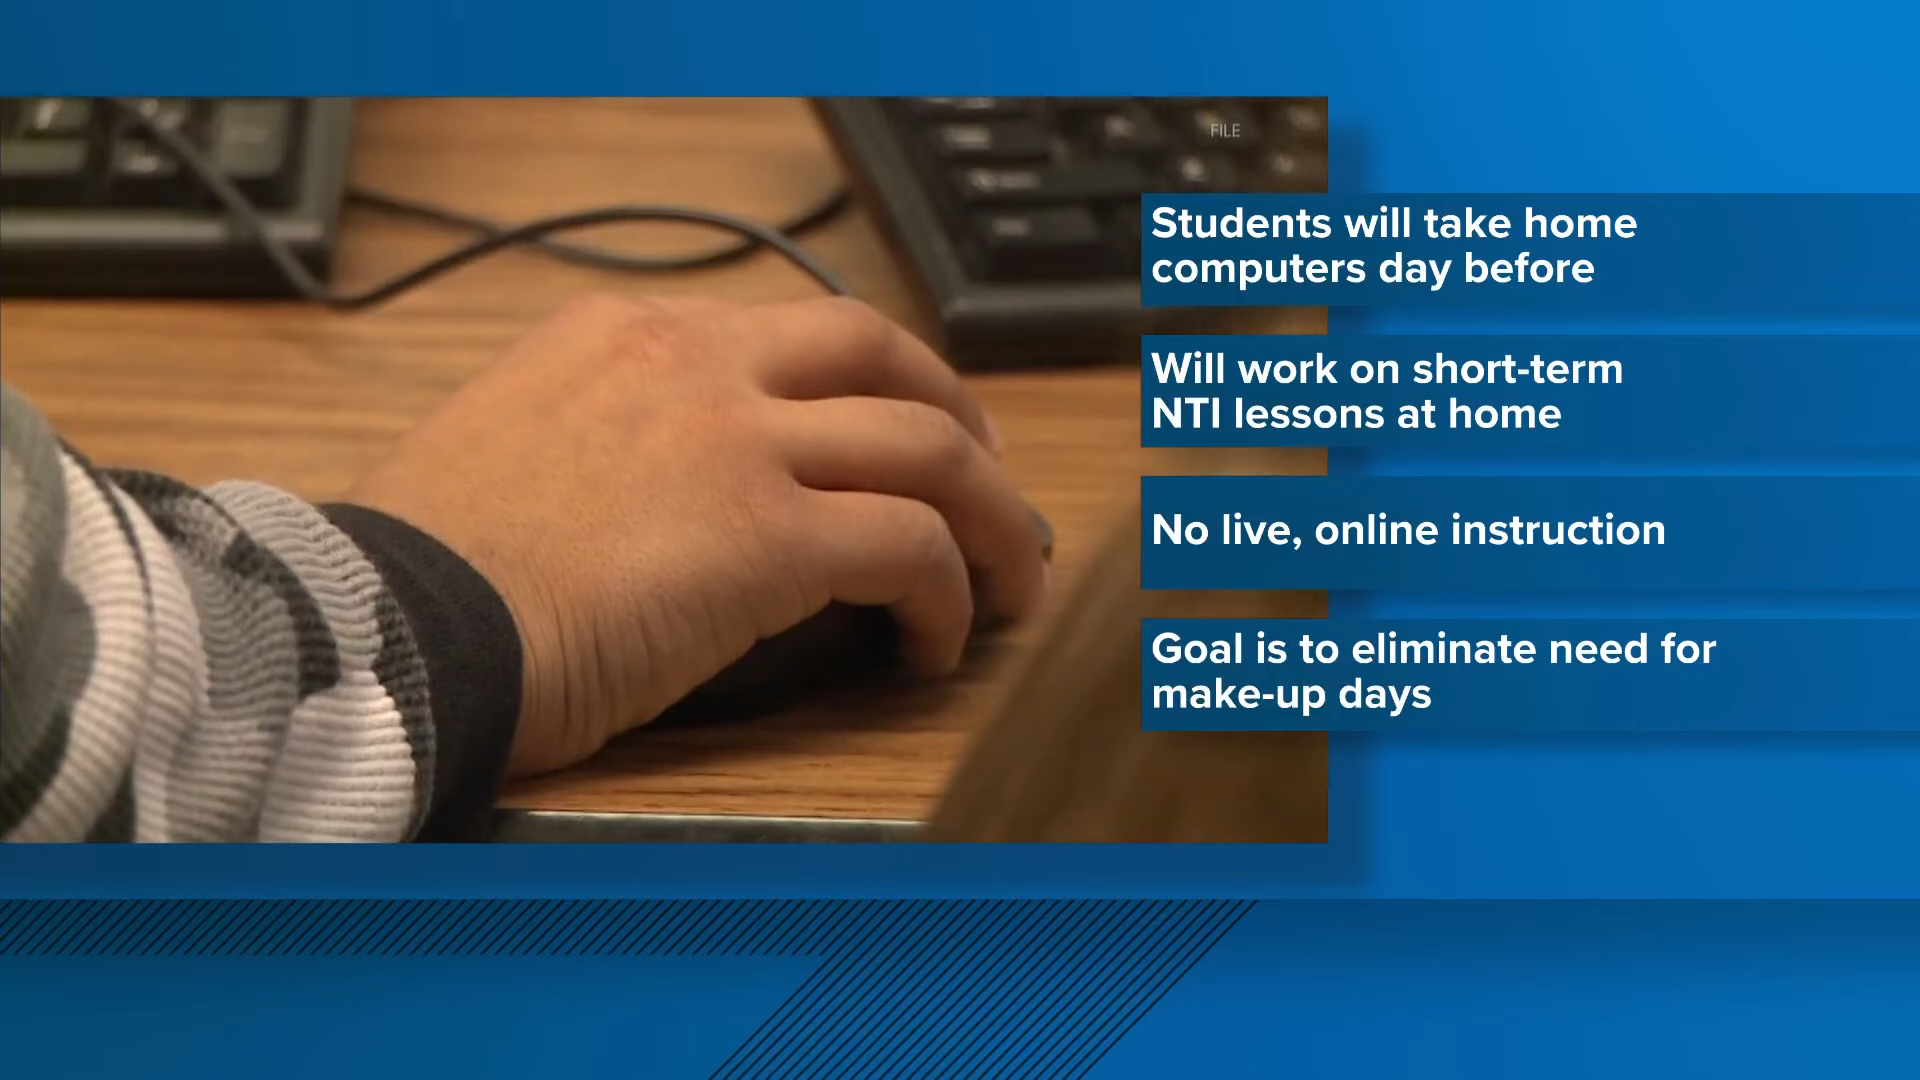 FILE
Students will take home
computers day before
Will work on short-term
NTI lessons at home
No live, online instruction
Goal is to eliminate need for
make-up days